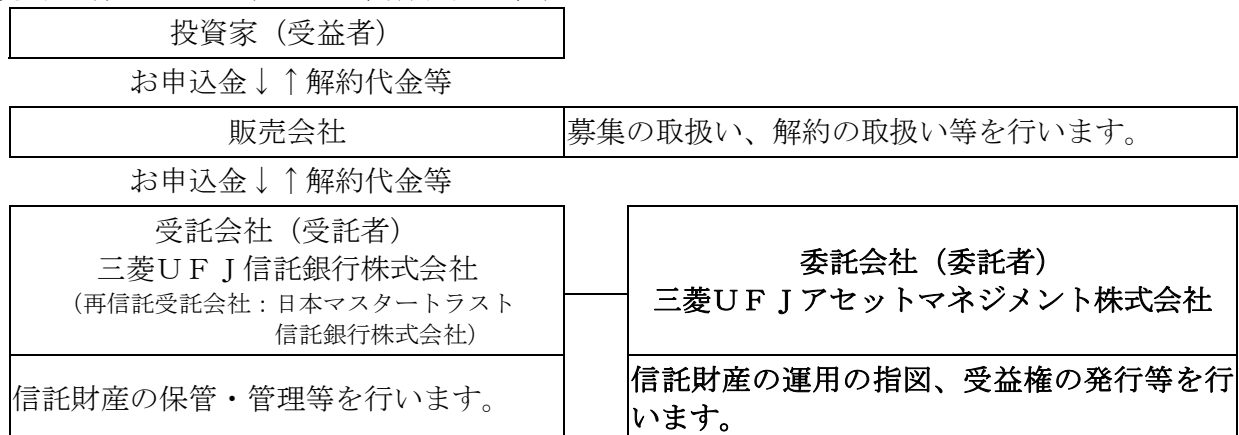 投資家（受益者）
お申込金↓↑解約代金等
販売会社
募集の取扱い、解約の取扱い等を行います。
お申込金↓↑解約代金等
受託会社（受託者）
三菱ＵＦＪ信託銀行株式会社
（再信託受託会社：日本マスタートラスト
信託銀行株式会社）
委託会社（委託者）
三菱ＵＦＪアセットマネジメント株式会社
信託財産の保管・管理等を行います。
信託財産の運用の指図、受益権の発行等を行
います。